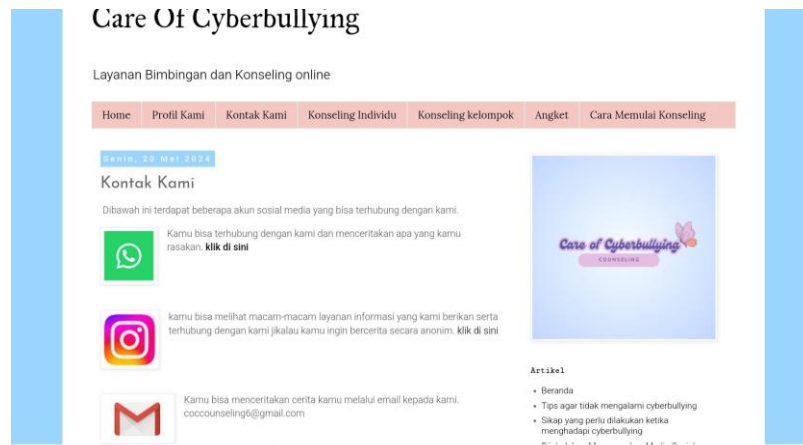 Care Of Cyberbullying
Layanan Bimbingan dan Konseling online
Home Profil Kami Kontak Kami Konseling Individu Konseling kelompok Angket Cara Memulai Konseling
Senin, 20 Mei 2024
Kontak Kami
Dibawah ini terdapat beberapa akun sosial media yang bisa terhubung dengan kami.
Kamu bisa terhubung dengan kami dan menceritakan apa yang kamu
rasakan. klik di sini
kamu bisa melihat macam-macam layanan informasi yang kami berikan serta
terhubung dengan kami jikalau kamu ingin bercerita secara anonim. klik di sini
Kamu bisa menceritakan cerita kamu melalui email kepada kami.
coccounseling6@gmail.com
Care of Cyberbullying
COUNSELING
Artikel
Beranda
Tips agar tidak mengalami cyberbullying
Sikap yang perlu dilakukan ketika
menghadapi cyberbullying